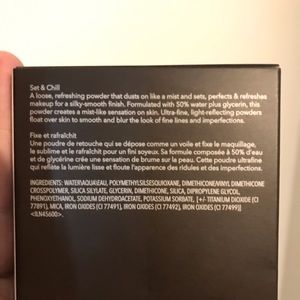 Set & Chill
A loose, refreshing powder that dusts on like a mist and sets, perfects & refreshes
makeup for a silky-smooth finish. Formulated with 50% water plus glycerin, this
powder creates a mist-like sensation on skin. Ultra-fine, light-reflecting powders
float over skin to smooth and blur the look of fine lines and imperfections.
Fixe et rafraîchit
Une poudre de retouche qui se dépose comme un voile et fixe le maquillage,
le sublime et le rafraîchit pour un fini soyeux. Sa formule composée à 50% d'eau
et de glycérine crée une sensation de brume sur la peau. Cette poudre ultrafine
qui reflète la lumière atténue l'apparence des ridules et des imperfections.
INGREDIENTS: WATER/AQUA/EAU, POLYMETHYLSILSESQUIOXANE, DIMETHICONE/VINYL DIMETHICONE
CROSSPOLYMER, SILICA SILYLATE, GLYCERIN, DIMETHICONE, SILICA, DIPROPYLENE GLYCOL,
PHENOXYETHANOL, SODIUM DEHYDROACETATE, POTASSIUM SORBATE, [+/- TITANIUM DIOXIDE (CI
77891), MICA, IRON OXIDES (CI 77491), IRON OXIDES (CI 77492), IRON OXIDES (CI 77499)]
<ILN45600>